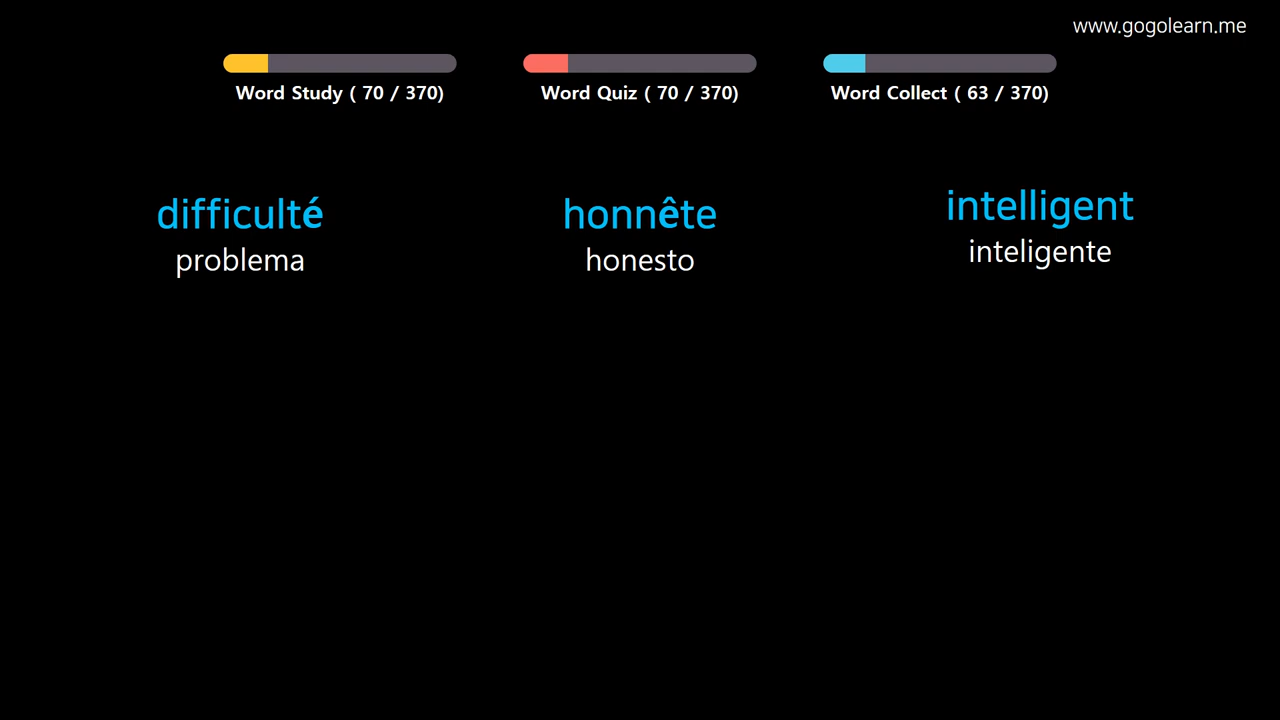 www.gogolearn.me
Word Study ( 70 / 370)
Word Quiz ( 70 / 370)
Word Collect ( 63 / 370)
difficulté
problema
honnête
honesto
intelligent
inteligente